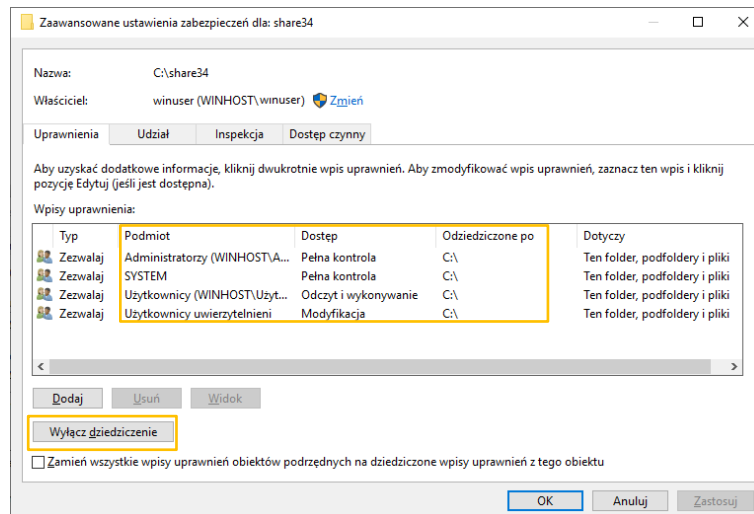 Zaawansowane ustawienia zabezpieczeń dla: share34
Nazwa: C:\share34
Właściciel: winuser (WINHOST\winuser) Zmień
Uprawnienia Udział Inspekcja Dostęp czynny
Aby uzyskać dodatkowe informacje, kliknij dwukrotnie wpis uprawnień. Aby zmodyfikować wpis uprawnień, zaznacz ten wpis i kliknij
pozycję Edytuj (jeśli jest dostępna).
Wpisy uprawnienia:
Typ Podmiot Dostęp Odziedziczone po Dotyczy
Zezwalaj Administratorzy (WINHOST\A... Pełna kontrola C:\ Ten folder, podfoldery i pliki
Zezwalaj SYSTEM Pełna kontrola C:\ Ten folder, podfoldery i pliki
Zezwalaj Użytkownicy (WINHOST\Użyt... Odczyt i wykonywanie C:\ Ten folder, podfoldery i pliki
Zezwalaj Użytkownicy uwierzytelnieni Modyfikacja C:\ Ten folder, podfoldery i pliki
Dodaj Usuń Widok
Wyłącz dziedziczenie
Zamień wszystkie wpisy uprawnień obiektów podrzędnych na dziedziczone wpisy uprawnień z tego obiektu
OK Anuluj Zastosuj